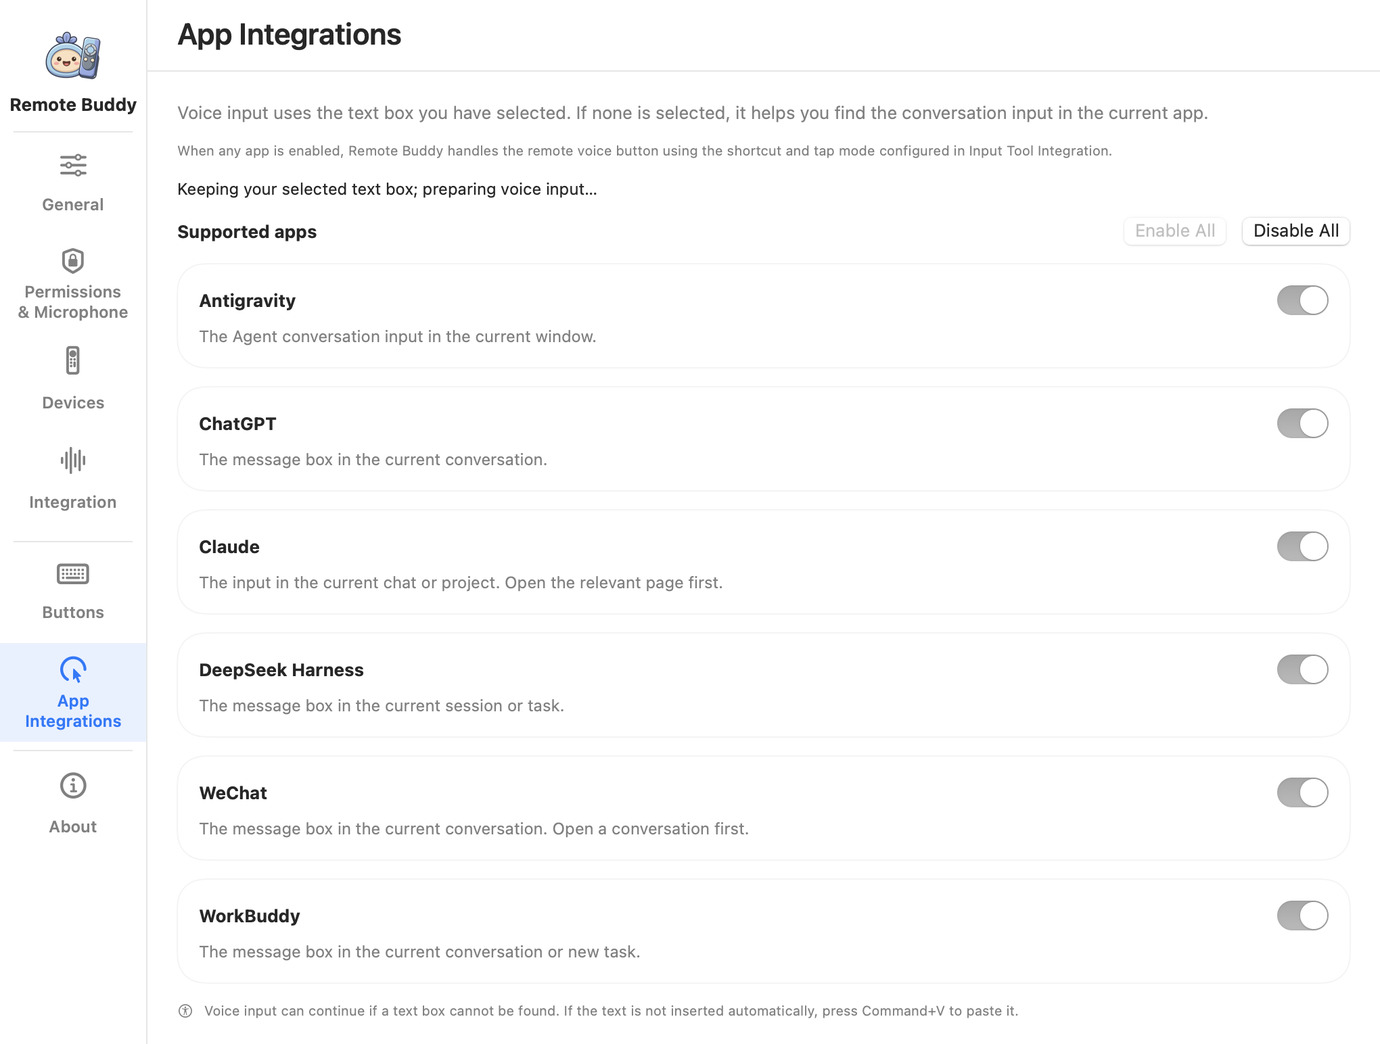 Remote Buddy
General
Permissions
& Microphone
Devices
Integration
Buttons
App
Integrations
About
App Integrations
Voice input uses the text box you have selected. If none is selected, it helps you find the conversation input in the current app.
When any app is enabled, Remote Buddy handles the remote voice button using the shortcut and tap mode configured in Input Tool Integration.
Keeping your selected text box; preparing voice input...
Supported apps
Enable All
Disable All
Antigravity
The Agent conversation input in the current window.
ChatGPT
The message box in the current conversation.
Claude
The input in the current chat or project. Open the relevant page first.
DeepSeek Harness
The message box in the current session or task.
WeChat
The message box in the current conversation. Open a conversation first.
WorkBuddy
The message box in the current conversation or new task.
Voice input can continue if a text box cannot be found. If the text is not inserted automatically, press Command+V to paste it.